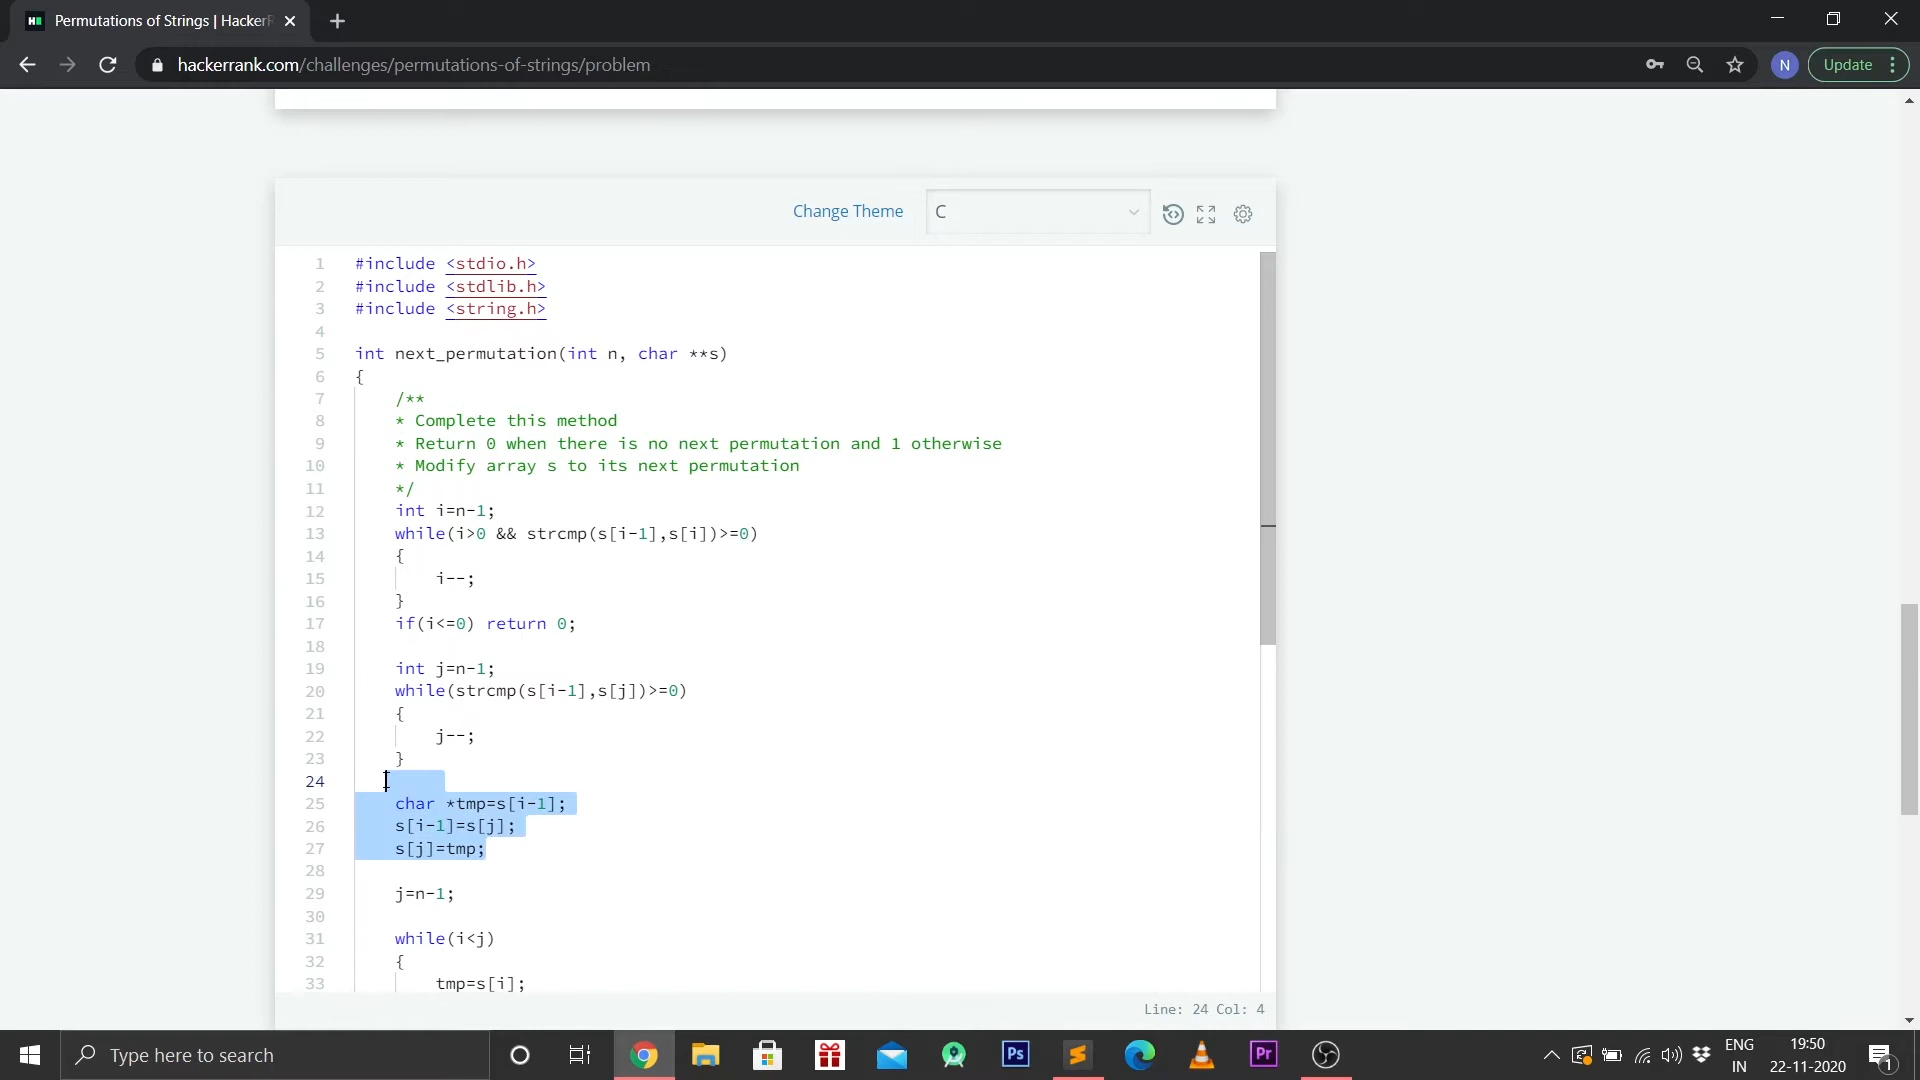 Permutations of Strings | HackerR
hackerrank.com/challenges/permutations-of-strings/problem
N
Update
Change Theme
C
1 #include <stdio.h>
2 #include <stdlib.h>
3 #include <string.h>
4
5 int next_permutation(int n, char **s)
6 {
7 /**
8 * Complete this method
9 * Return 0 when there is no next permutation and 1 otherwise
10 * Modify array s to its next permutation
11 */
12 int i=n-1;
13 while(i>0 && strcmp(s[i-1],s[i])>=0)
14 {
15 i--;
16 }
17 if(i<=0) return 0;
18
19 int j=n-1;
20 while(strcmp(s[i-1],s[j])>=0)
21 {
22 j--;
23 }
24
25 char *tmp=s[i-1];
26 s[i-1]=s[j];
27 s[j]=tmp;
28
29 j=n-1;
30
31 while(i<j)
32 {
33 tmp=s[i];
Line: 24 Col: 4
Type here to search
Ps
Pr
ENG
IN
19:50
22-11-2020
1